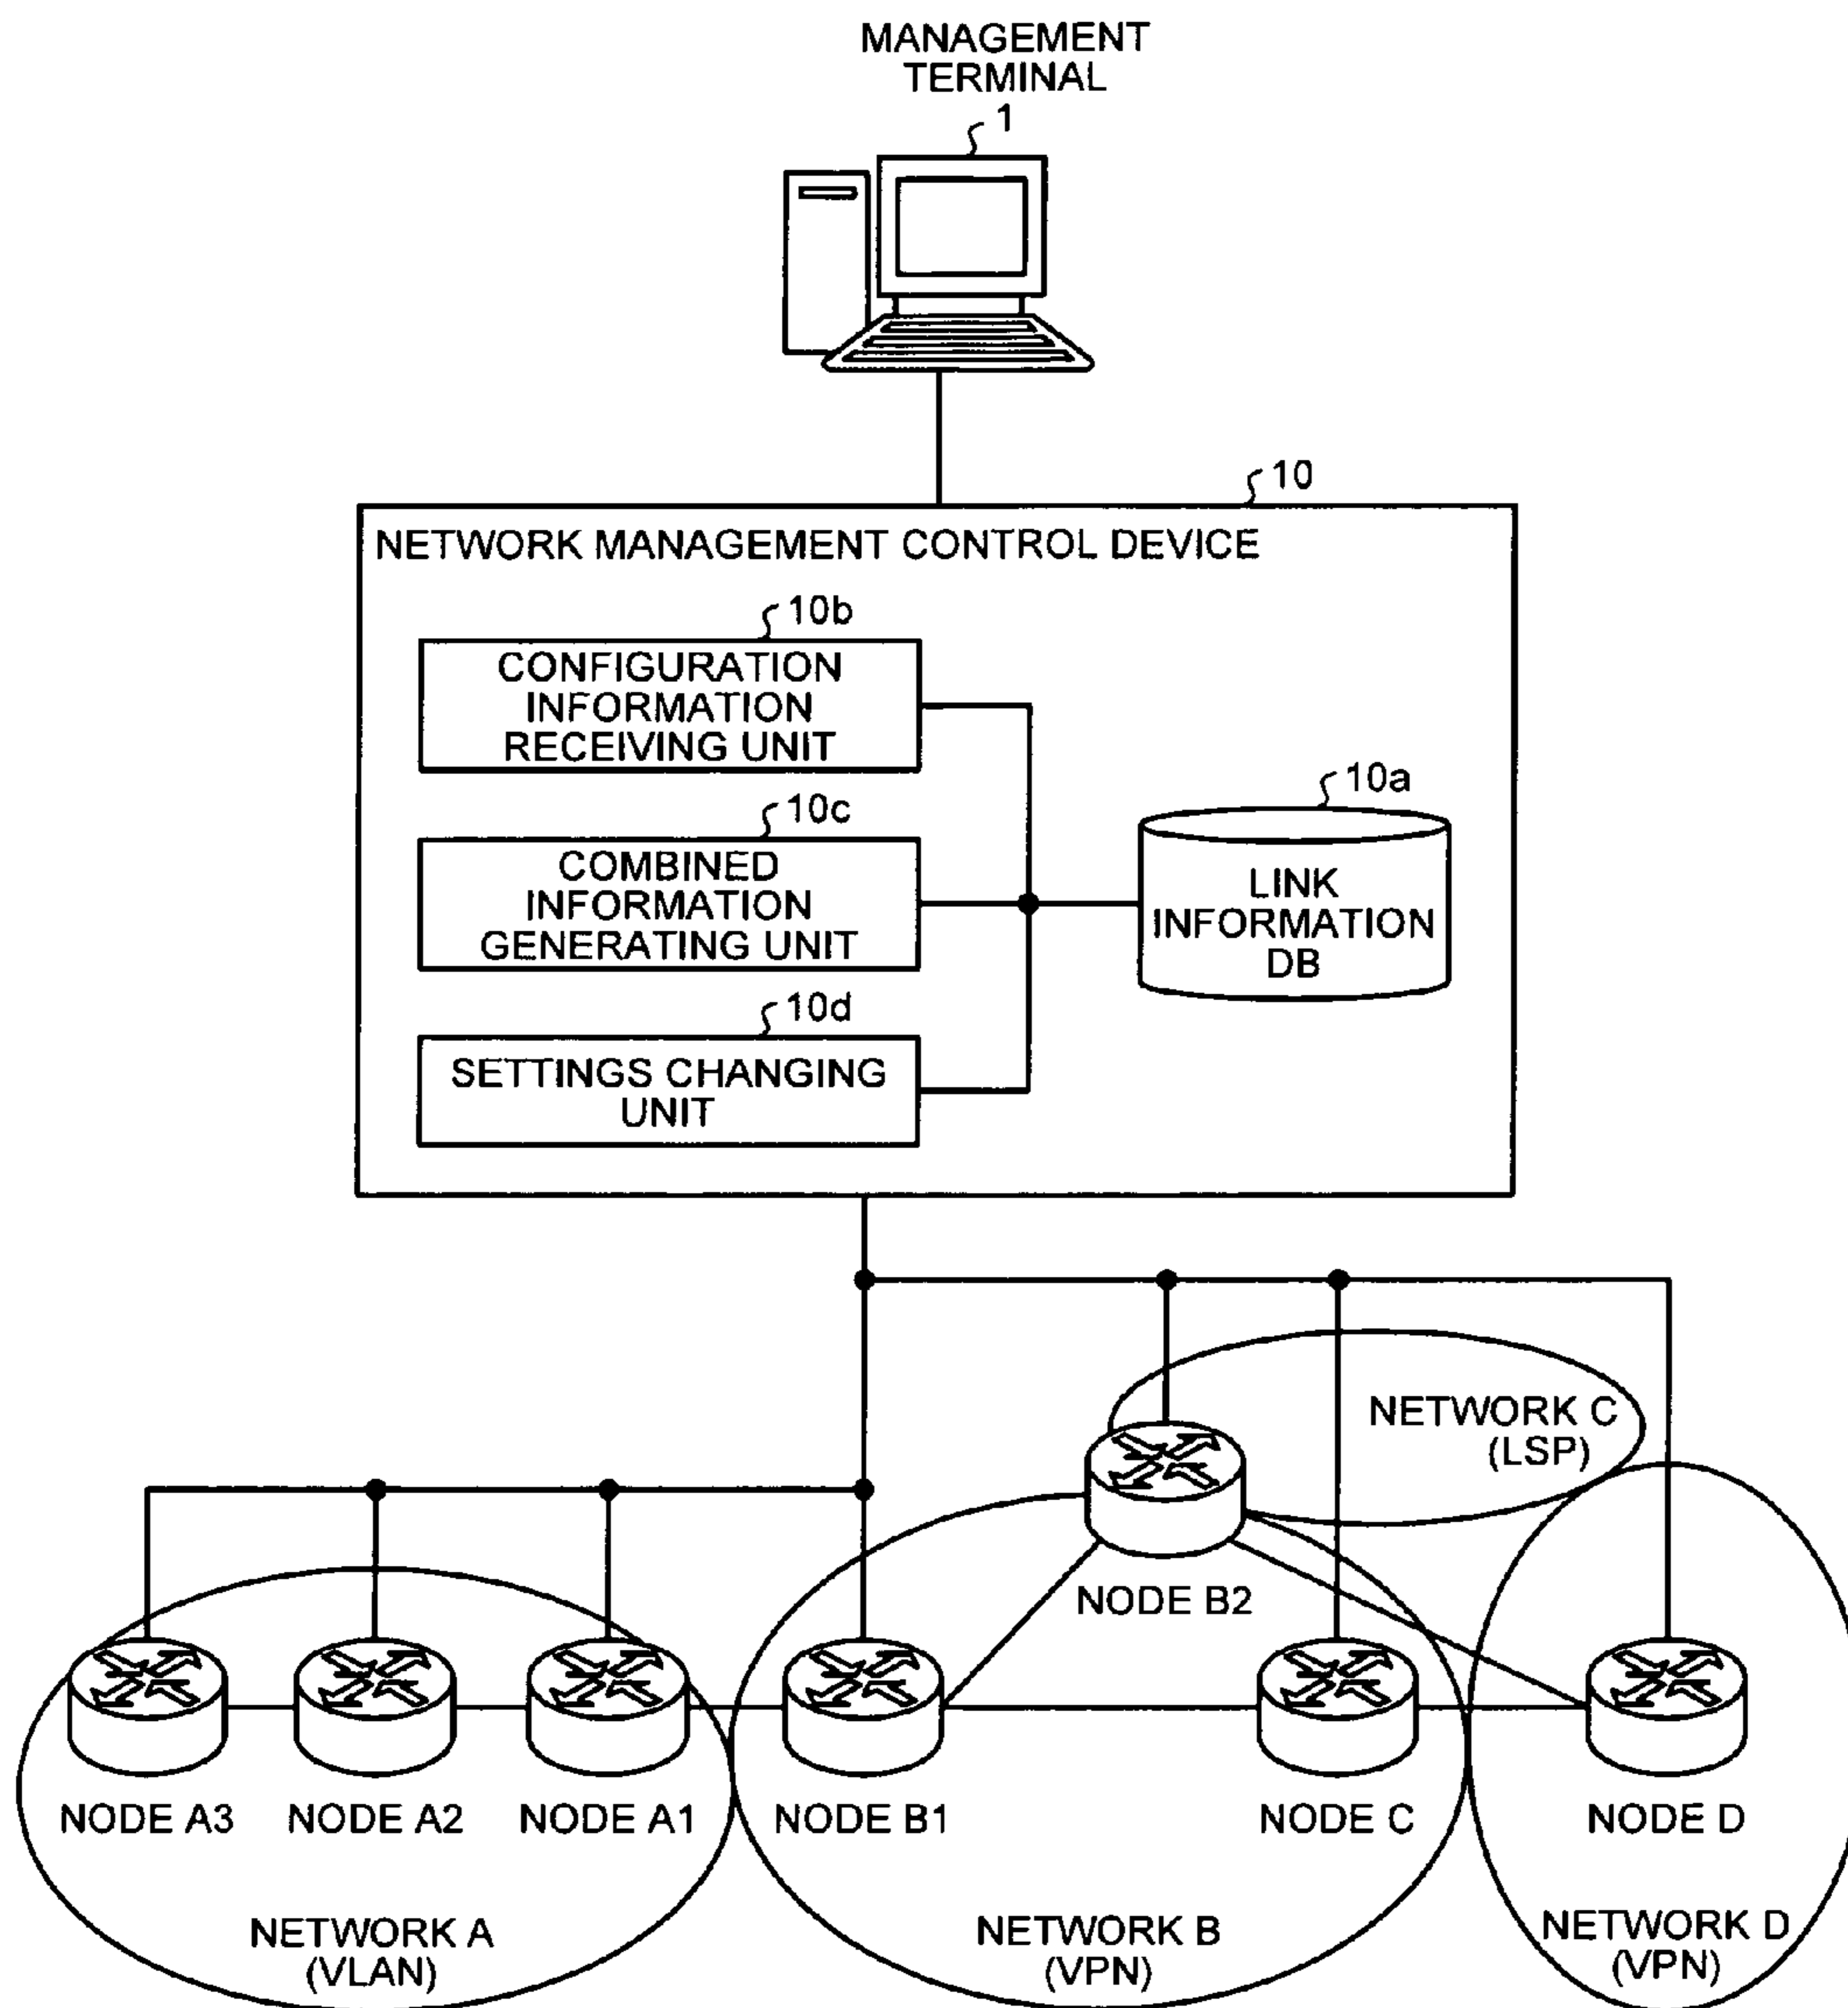 MANAGEMENT
TERMINAL
1
10
NETWORK MANAGEMENT CONTROL DEVICE
10b
CONFIGURATION
INFORMATION
RECEIVING UNIT
10a
10c
COMBINED
INFORMATION
GENERATING UNIT
LINK
INFORMATION
DB
10d
SETTINGS CHANGING
UNIT
NETWORK C
(LSP)
NODE B2
NODE A3
NODE A2
NODE A1
NODE B1
NODE C
NODE D
NETWORK A
(VLAN)
NETWORK B
(VPN)
NETWORK D
(VPN)